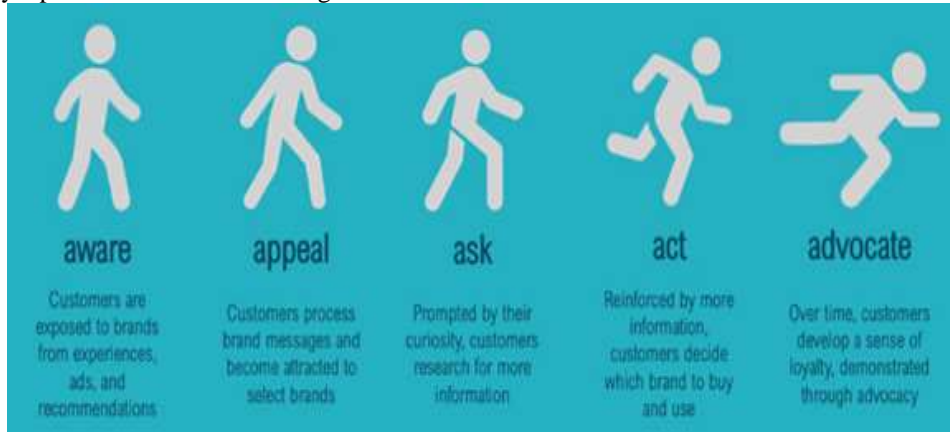 aware
Customers are
exposed to brands
from experiences,
ads, and
recommendations
appeal
Customers process
brand messages and
become attracted to
select brands
ask
Prompted by their
curiosity, customers
research for more
information
act
Reinforced by more
information,
customers decide
which brand to buy
and use
advocate
Over time, customers
develop a sense of
loyalty, demonstrated
through advocacy